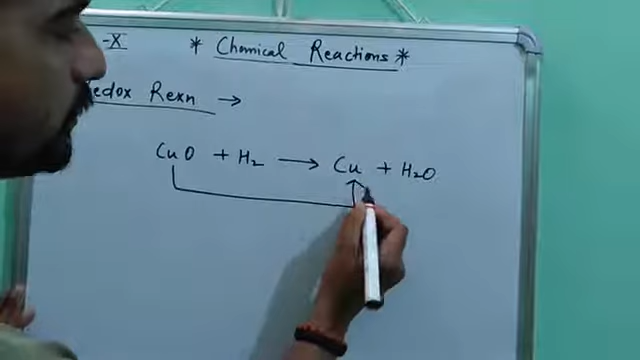 -X * Chemical Reactions *
edox Rexn →
CuO + H₂ → Cu + H₂O